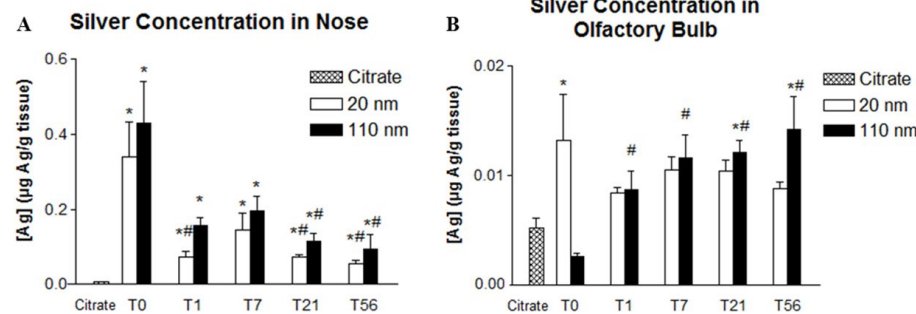 A
Silver Concentration in Nose
[Ag] (µg Ag/g tissue)
0.6
0.4
0.2
0.0
Citrate
20 nm
110 nm
*
*
*#
*
*
*
*#
*#
*#
*#
Citrate T0 T1 T7 T21 T56
B
Silver Concentration in
Olfactory Bulb
[Ag] (µg Ag/g tissue)
0.02
0.01
0.00
Citrate
20 nm
110 nm
*
#
#
*#
*#
Citrate T0 T1 T7 T21 T56